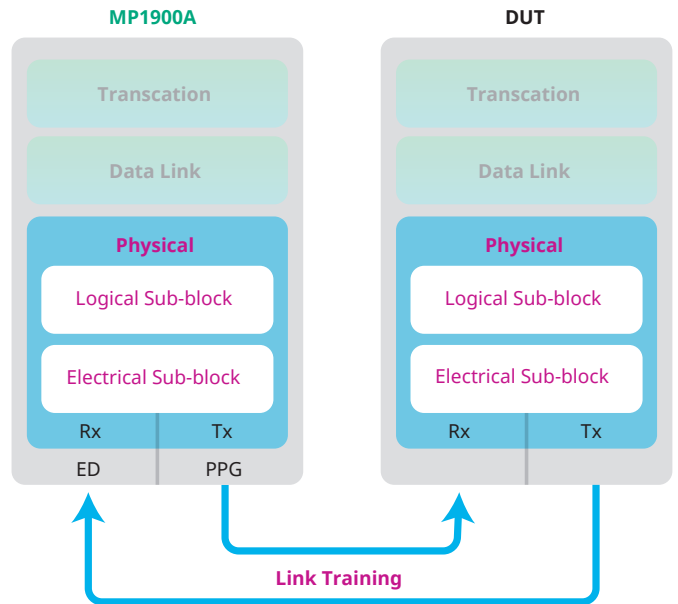 MP1900A
Transcation
Data Link
Physical
Logical Sub-block
Electrical Sub-block
Rx Tx
ED PPG
DUT
Transcation
Data Link
Physical
Logical Sub-block
Electrical Sub-block
Rx Tx
Link Training